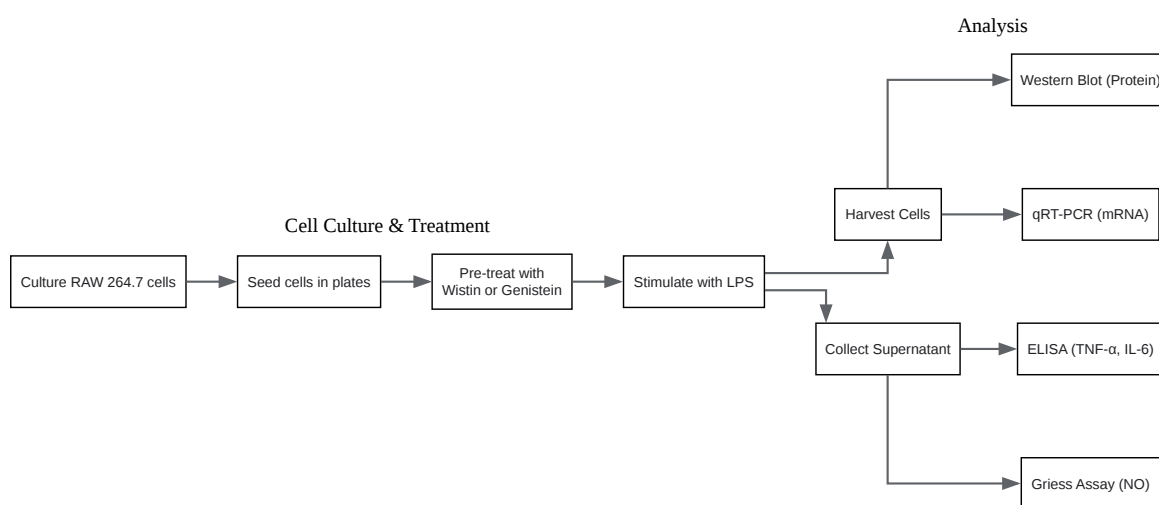 Analysis
Western Blot (Protein)
Harvest Cells
qRT-PCR (mRNA)
Cell Culture & Treatment
Culture RAW 264.7 cells
Seed cells in plates
Pre-treat with
Wistin or Genistein
Stimulate with LPS
Collect Supernatant
ELISA (TNF-α, IL-6)
Griess Assay (NO)